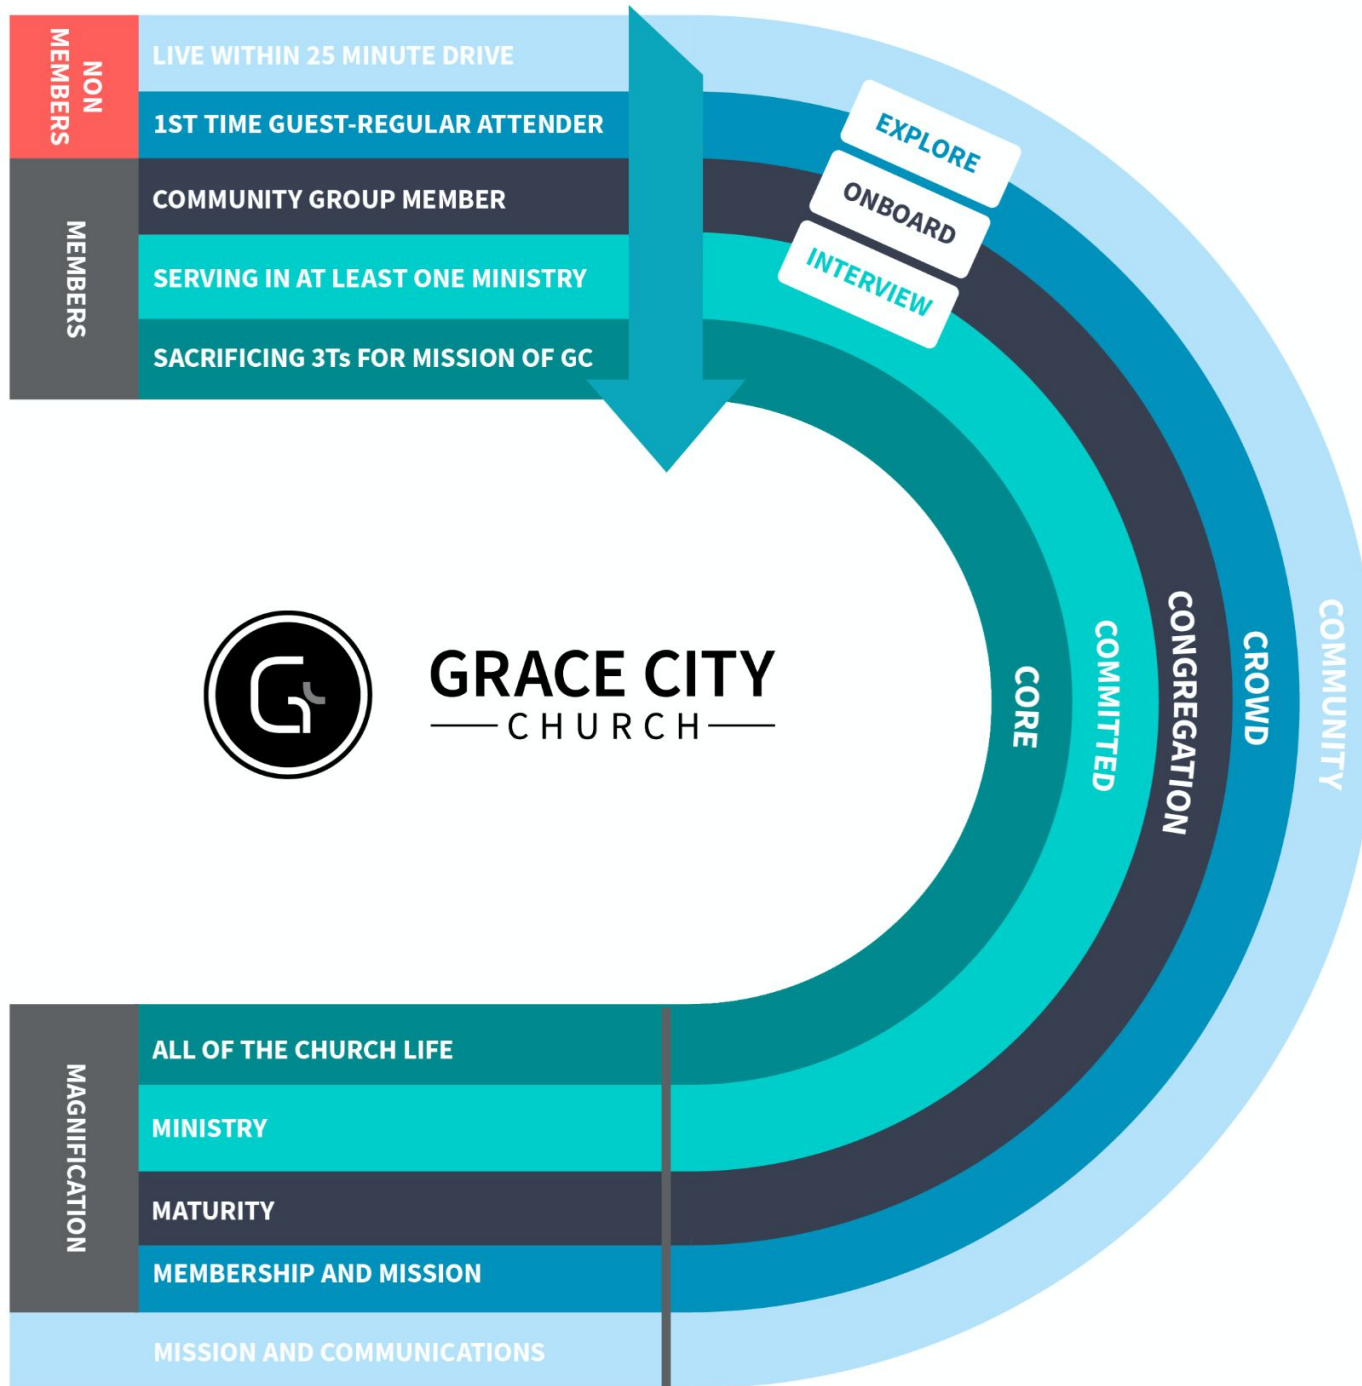 NON
MEMBERS
LIVE WITHIN 25 MINUTE DRIVE
1ST TIME GUEST-REGULAR ATTENDER
MEMBERS
COMMUNITY GROUP MEMBER
SERVING IN AT LEAST ONE MINISTRY
SACRIFICING 3Ts FOR MISSION OF GC
EXPLORE
ONBOARD
INTERVIEW
GRACE CITY
CHURCH
CORE
COMMITTED
CONGREGATION
CROWD
COMMUNITY
MAGNIFICATION
ALL OF THE CHURCH LIFE
MINISTRY
MATURITY
MEMBERSHIP AND MISSION
MISSION AND COMMUNICATIONS